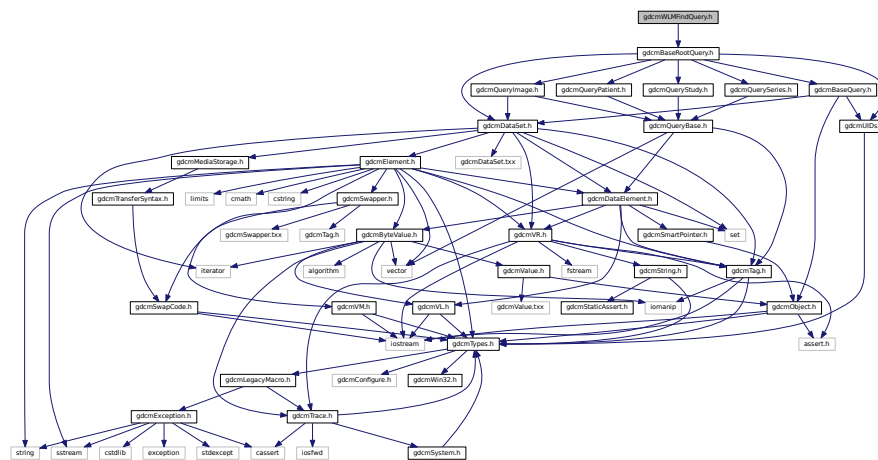 gdcmWLMFindQuery.h
gdcmBaseRootQuery.h
gdcmQueryImage.h
gdcmQueryPatient.h
gdcmQueryStudy.h
gdcmQuerySeries.h
gdcmBaseQuery.h
gdcmDataSet.h
gdcmQueryBase.h
gdcmUIDs
gdcmMediaStorage.h
gdcmElement.h
gdcmDataSet.txx
gdcmTransferSyntax.h
limits
cmath
cstring
gdcmSwapper.h
gdcmDataElement.h
gdcmSwapper.txx
gdcmTag.h
gdcmByteValue.h
gdcmVR.h
gdcmSmartPointer.h
set
iterator
algorithm
vector
gdcmValue.h
fstream
gdcmString.h
gdcmTag.h
gdcmSwapCode.h
gdcmVM.h
gdcmVL.h
gdcmValue.txx
gdcmStaticAssert.h
iomanip
gdcmObject.h
iostream
gdcmTypes.h
assert.h
gdcmLegacyMacro.h
gdcmConfigure.h
gdcmWin32.h
gdcmException.h
gdcmTrace.h
string
sstream
cstdlib
exception
stdexcept
cassert
iosfwd
gdcmSystem.h